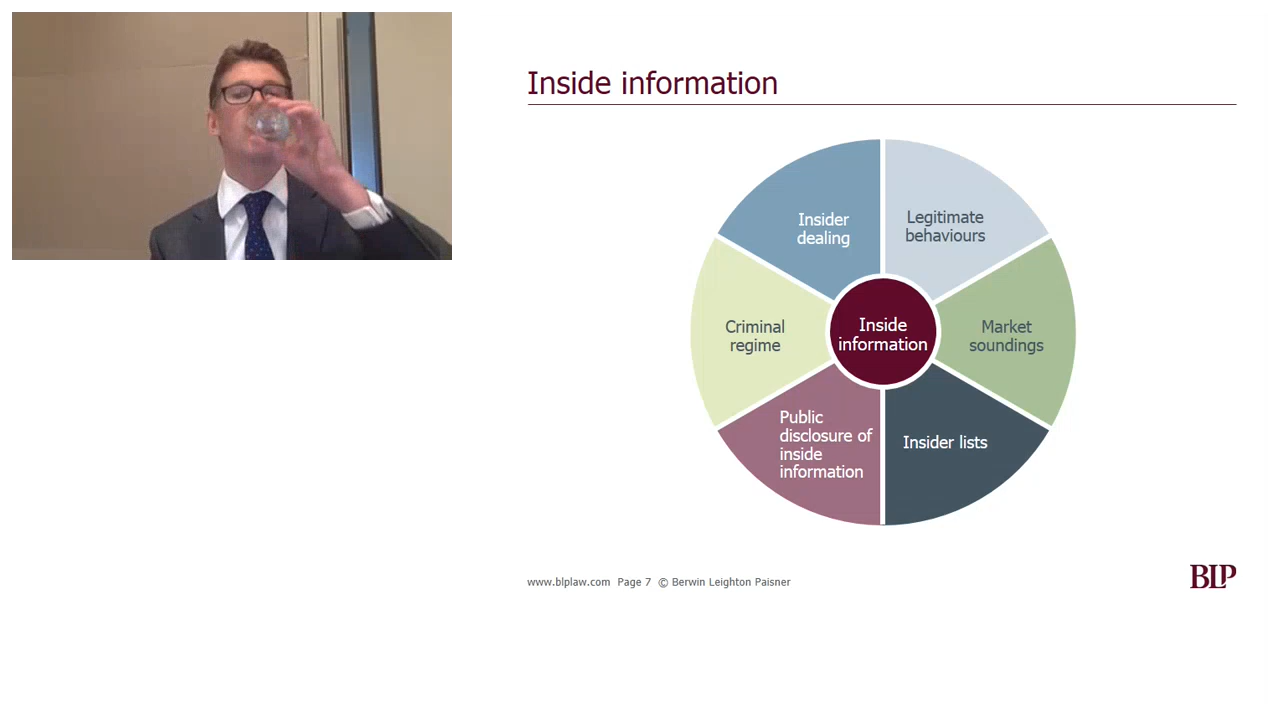 Inside information
Insider
dealing
Legitimate
behaviours
Criminal
regime
Inside
information
Market
soundings
Public
disclosure of
inside
information
Insider lists
www.blplaw.com Page 7 © Berwin Leighton Paisner
BLP